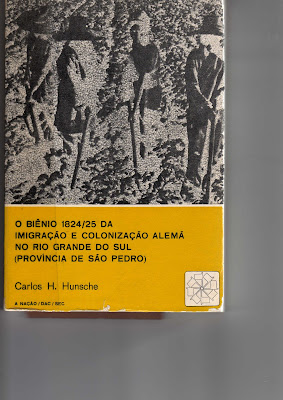 O BIÊNIO 1824/25 DA
IMIGRAÇÃO E COLONIZAÇÃO ALEMÃ
NO RIO GRANDE DO SUL
(PROVÍNCIA DE SÃO PEDRO)
Carlos H. Hunsche
A NAÇÃO/DAC/SEC